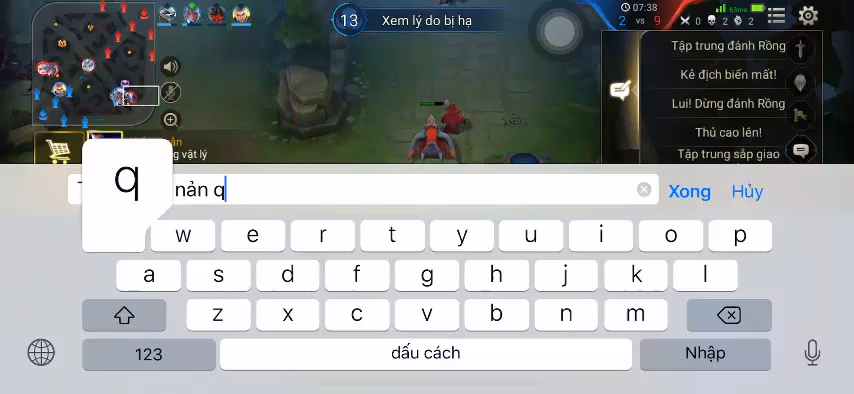 13 Xem lý do bị hạ
63ms
07:38
2 vs 9
0 2 2
Tập trung đánh Rồng
Kẻ địch biến mất!
Lui! Dừng đánh Rồng
Thủ cao lên!
Tập trung sắp giao
vật lý
q
nản q
Xong Hủy
w e r t y u i o p
a s d f g h j k l
z x c v b n m
123 dấu cách Nhập